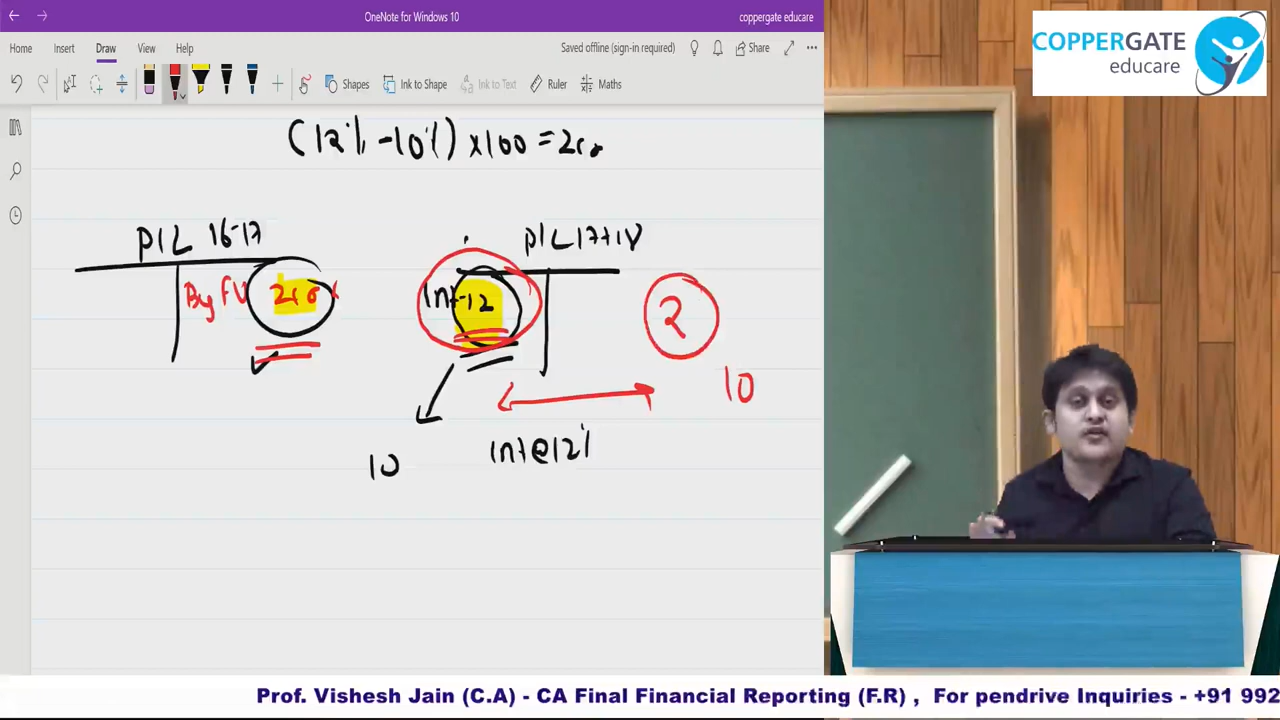 OneNote for Windows 10
coppergate educare
Home Insert Draw View Help
Saved offline (sign-in required)
Share
Shapes
Ink to Shape
Ink to Text
Ruler
Maths
COPPERGATE
educare
(12% - 10%) x100 = 2cr
P/L 16-17
P/L 17-18
By FV 2cr
Int-12
2
10
Int@12%
10
Prof. Vishesh Jain (C.A) - CA Final Financial Reporting (F.R) , For pendrive Inquiries - +91 992